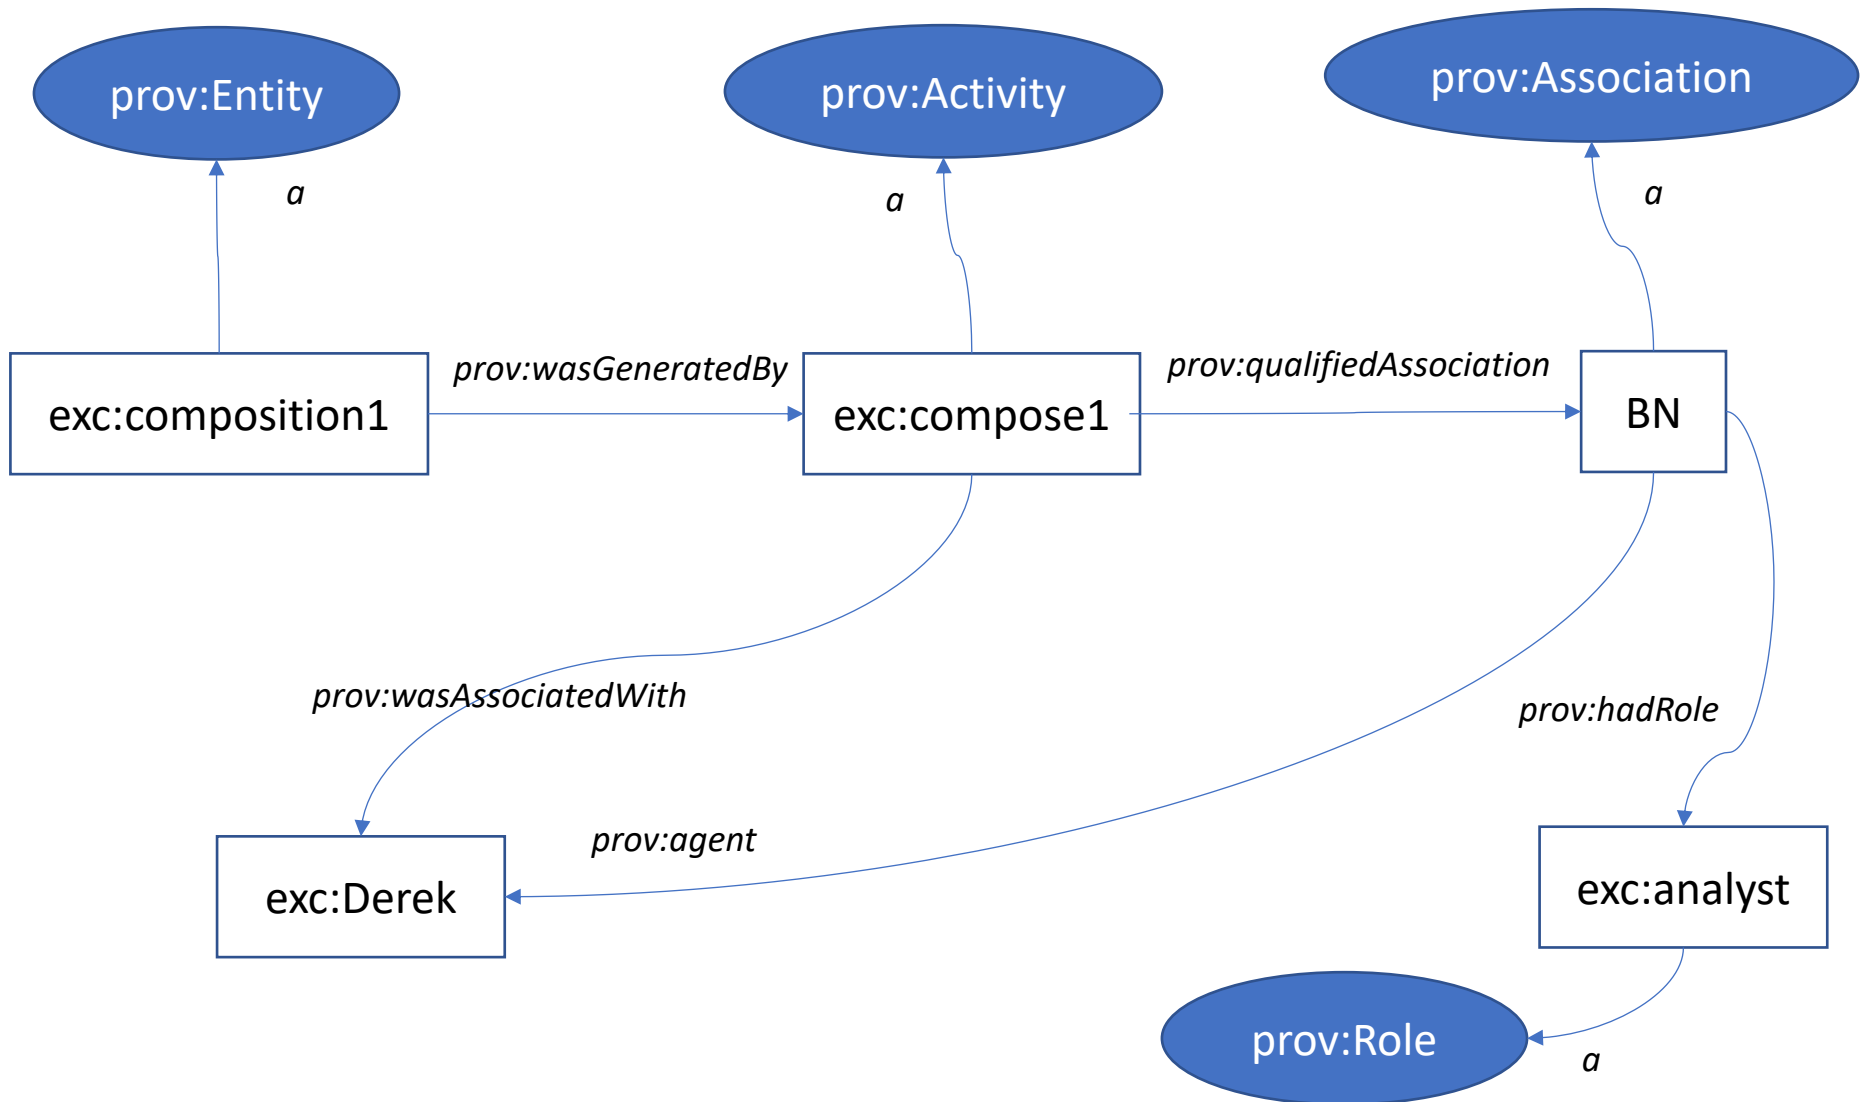 prov:Entity
prov:Activity
prov:Association
a
a
a
exc:composition1
prov:wasGeneratedBy
exc:compose1
prov:qualifiedAssociation
BN
prov:wasAssociatedWith
prov:hadRole
prov:agent
exc:Derek
exc:analyst
prov:Role
a